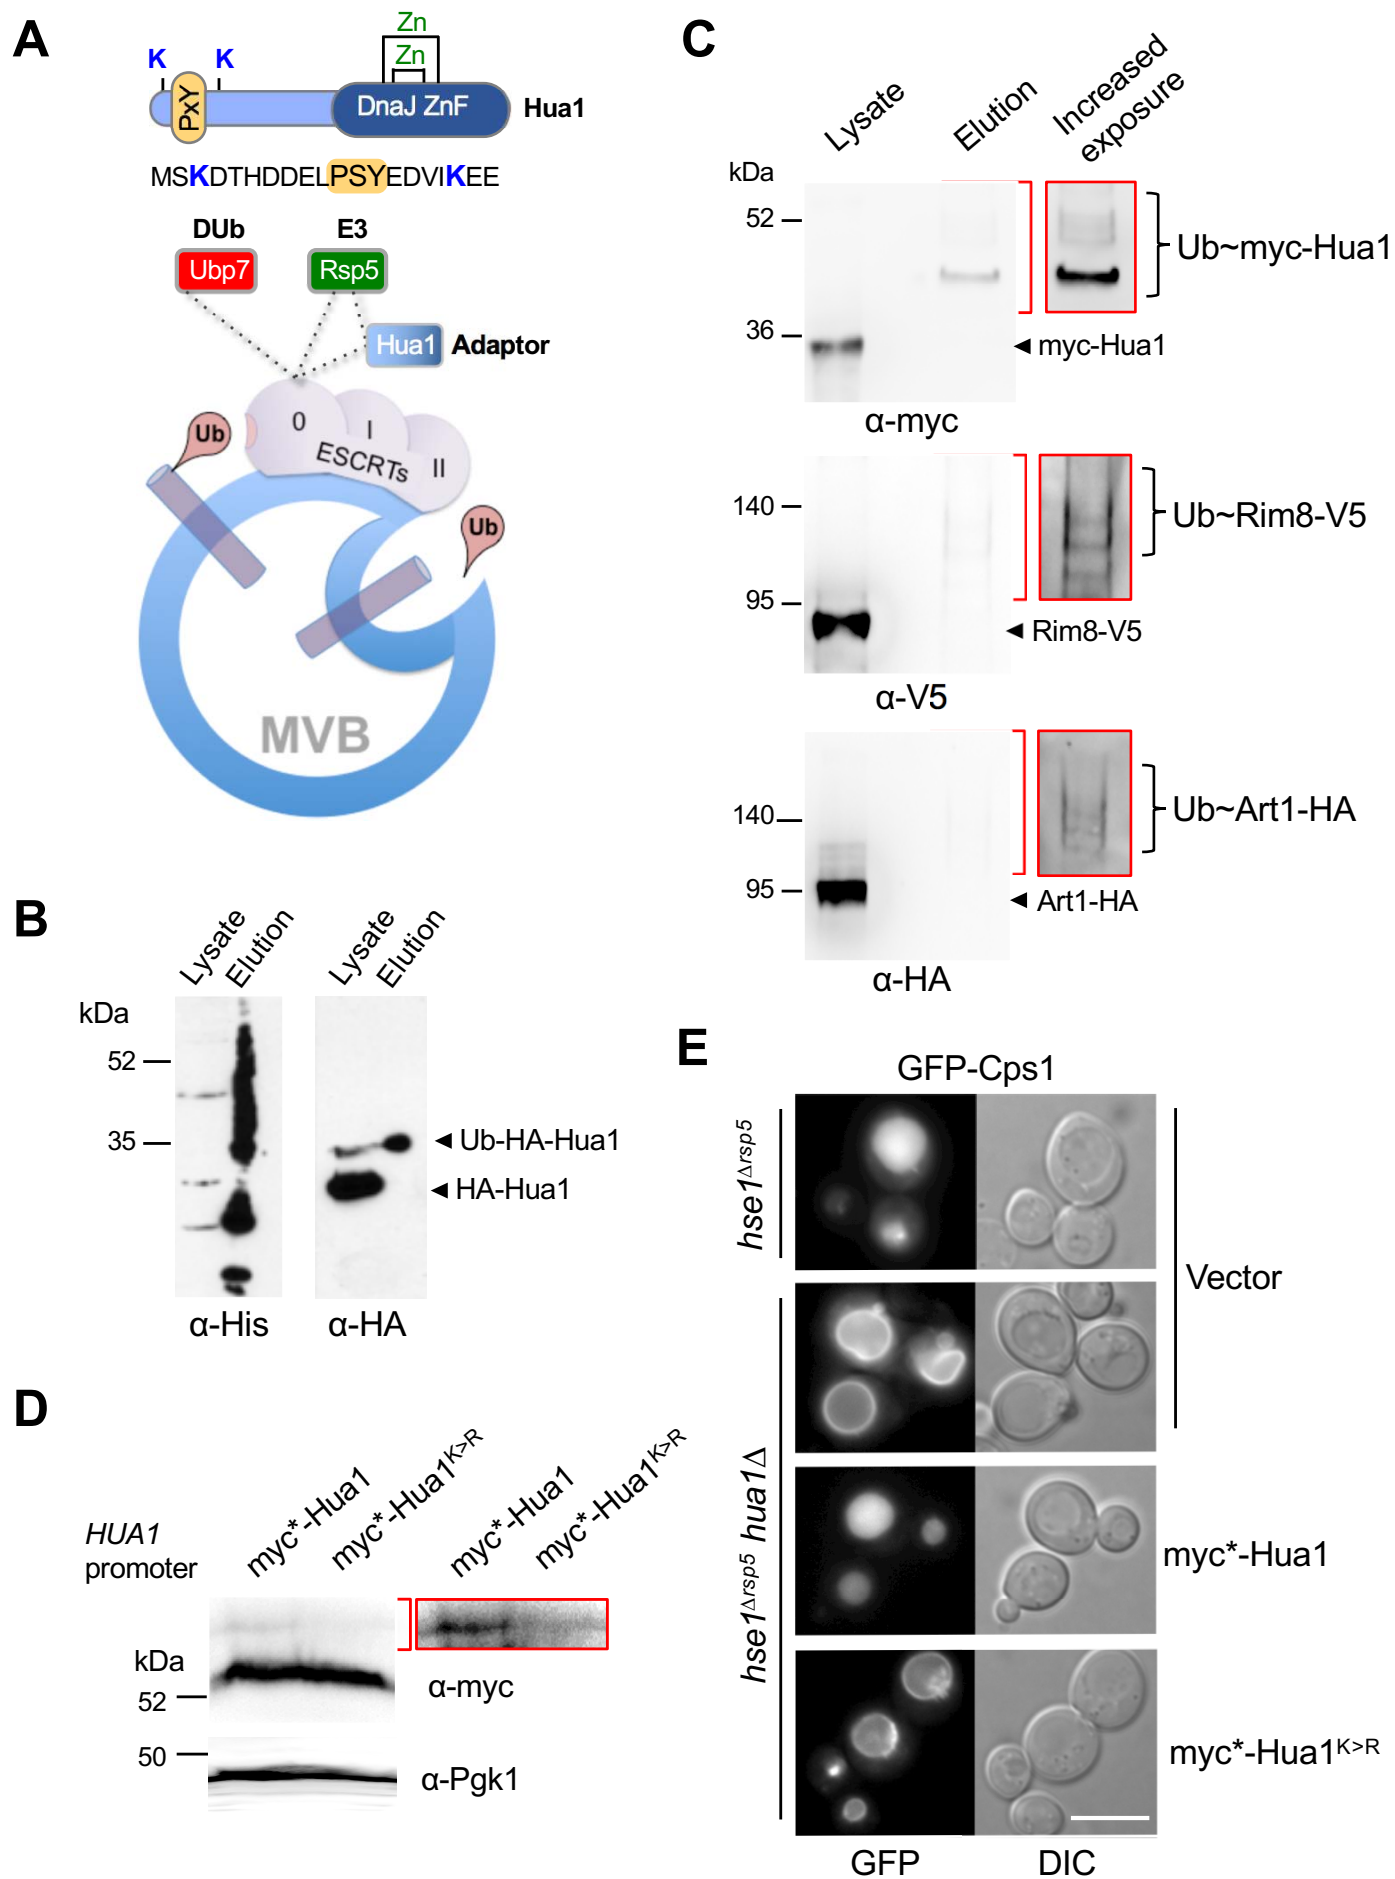 A
Zn
Zn
K K
PxY
DnaJ ZnF
Hua1
MSKDTHDDELPSYEDVIKEE
DUb E3
Ubp7 Rsp5
Hua1 Adaptor
0 I II
ESCRTs
Ub
Ub
MVB
B
Lysate Elution Lysate Elution
kDa
52
35
Ub-HA-Hua1
HA-Hua1
α-His α-HA
C
Lysate Elution Increased exposure
kDa
52
36
Ub~myc-Hua1
myc-Hua1
α-myc
140
95
Ub~Rim8-V5
Rim8-V5
α-V5
140
95
Ub~Art1-HA
Art1-HA
α-HA
D
HUA1
promoter
myc*-Hua1 myc*-Hua1K>R myc*-Hua1 myc*-Hua1K>R
kDa
52
α-myc
50
α-Pgk1
E
GFP-Cps1
hse1Δrsp5
Vector
hse1Δrsp5 hua1Δ
myc*-Hua1
myc*-Hua1K>R
GFP DIC